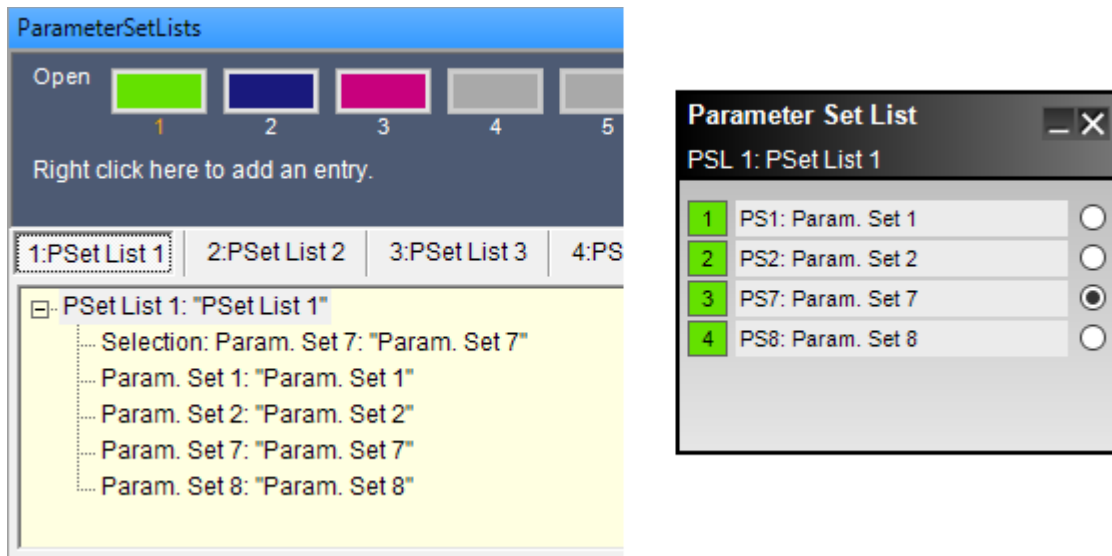 ParameterSetLists
Open
1 2 3 4 5
Right click here to add an entry.
1:PSet List 1 2:PSet List 2 3:PSet List 3 4:PS
PSet List 1: "PSet List 1"
Selection: Param. Set 7: "Param. Set 7"
Param. Set 1: "Param. Set 1"
Param. Set 2: "Param. Set 2"
Param. Set 7: "Param. Set 7"
Param. Set 8: "Param. Set 8"
Parameter Set List
PSL 1: PSet List 1
1 PS1: Param. Set 1
2 PS2: Param. Set 2
3 PS7: Param. Set 7
4 PS8: Param. Set 8